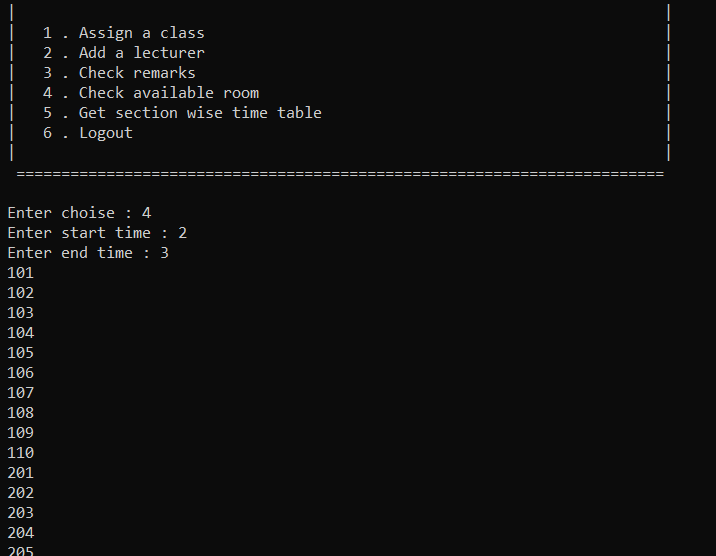 1 . Assign a class
2 . Add a lecturer
3 . Check remarks
4 . Check available room
5 . Get section wise time table
6 . Logout
========================================================================
Enter choise : 4
Enter start time : 2
Enter end time : 3
101
102
103
104
105
106
107
108
109
110
201
202
203
204
205